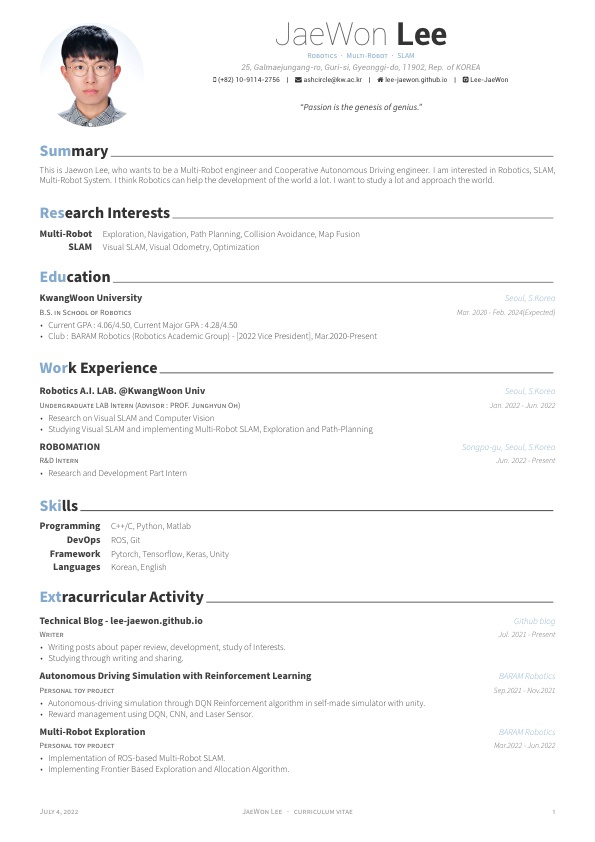 JaeWon Lee
Robotics · Multi-Robot · SLAM
25, Galmaejungang-ro, Guri-si, Gyeonggi-do, 11902, Rep. of KOREA
(+82) 10-9114-2756 | ashcircle@kw.ac.kr | lee-jaewon.github.io | Lee-JaeWon
“Passion is the genesis of genius.”
Summary
This is Jaewon Lee, who wants to be a Multi-Robot engineer and Cooperative Autonomous Driving engineer. I am interested in Robotics, SLAM,
Multi-Robot System. I think Robotics can help the development of the world a lot. I want to study a lot and approach the world.
Research Interests
Multi-Robot Exploration, Navigation, Path Planning, Collision Avoidance, Map Fusion
SLAM Visual SLAM, Visual Odometry, Optimization
Education
KwangWoon University Seoul, S.Korea
B.S. in School of Robotics Mar. 2020 - Feb. 2024(Expected)
• Current GPA : 4.06/4.50, Current Major GPA : 4.28/4.50
• Club : BARAM Robotics (Robotics Academic Group) - [2022 Vice President], Mar.2020-Present
Work Experience
Robotics A.I. LAB. @KwangWoon Univ Seoul, S.Korea
Undergraduate LAB Intern (Advisor : PROF. Junghyun Oh) Jan. 2022 - Jun. 2022
• Research on Visual SLAM and Computer Vision
• Studying Visual SLAM and implementing Multi-Robot SLAM, Exploration and Path-Planning
ROBOMATION Songpa-gu, Seoul, S.Korea
R&D Intern Jun. 2022 - Present
• Research and Development Part Intern
Skills
Programming C++/C, Python, Matlab
DevOps ROS, Git
Framework Pytorch, Tensorflow, Keras, Unity
Languages Korean, English
Extracurricular Activity
Technical Blog - lee-jaewon.github.io Github blog
Writer Jul. 2021 - Present
• Writing posts about paper review, development, study of Interests.
• Studying through writing and sharing.
Autonomous Driving Simulation with Reinforcement Learning BARAM Robotics
Personal toy project Sep.2021 - Nov.2021
• Autonomous-driving simulation through DQN Reinforcement algorithm in self-made simulator with unity.
• Reward management using DQN, CNN, and Laser Sensor.
Multi-Robot Exploration BARAM Robotics
Personal toy project Mar.2022 - Jun.2022
• Implementation of ROS-based Multi-Robot SLAM.
• Implementing Frontier Based Exploration and Allocation Algorithm.
July 4, 2022 JaeWon Lee · curriculum vitae 1